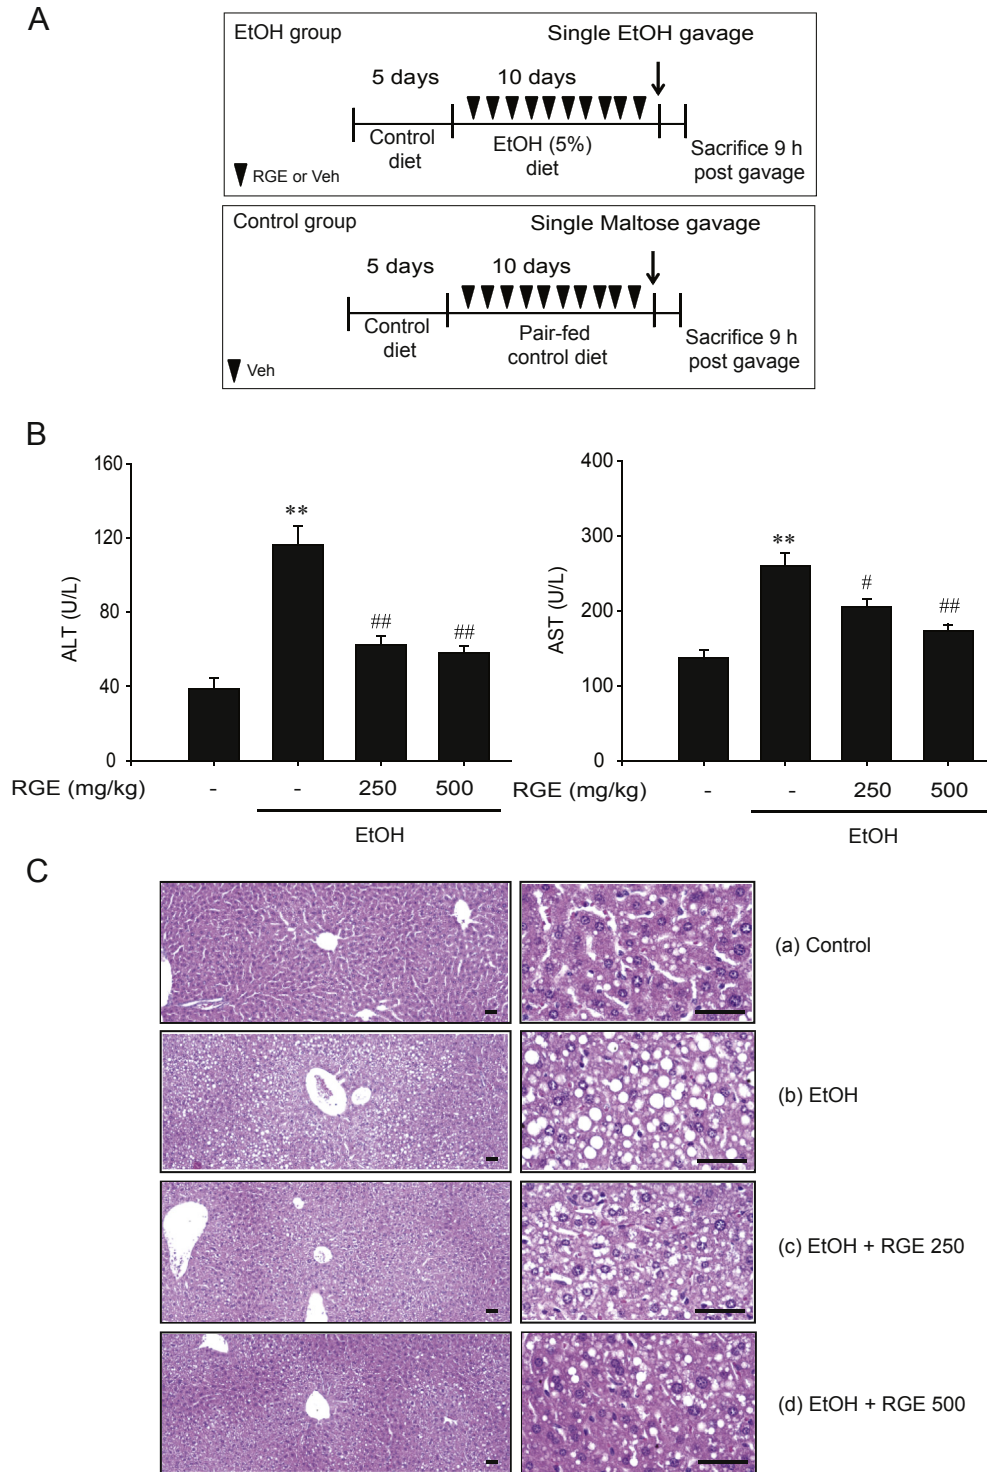 A
EtOH group
Single EtOH gavage
5 days
10 days
Control
diet
EtOH (5%)
diet
Sacrifice 9 h
post gavage
RGE or Veh
Control group
Single Maltose gavage
5 days
10 days
Control
diet
Pair-fed
control diet
Sacrifice 9 h
post gavage
Veh
B
ALT (U/L)
160
120
80
40
0
**
##
##
RGE (mg/kg)
-
-
250
500
EtOH
AST (U/L)
400
300
200
100
0
**
#
##
RGE (mg/kg)
-
-
250
500
EtOH
C
(a) Control
(b) EtOH
(c) EtOH + RGE 250
(d) EtOH + RGE 500